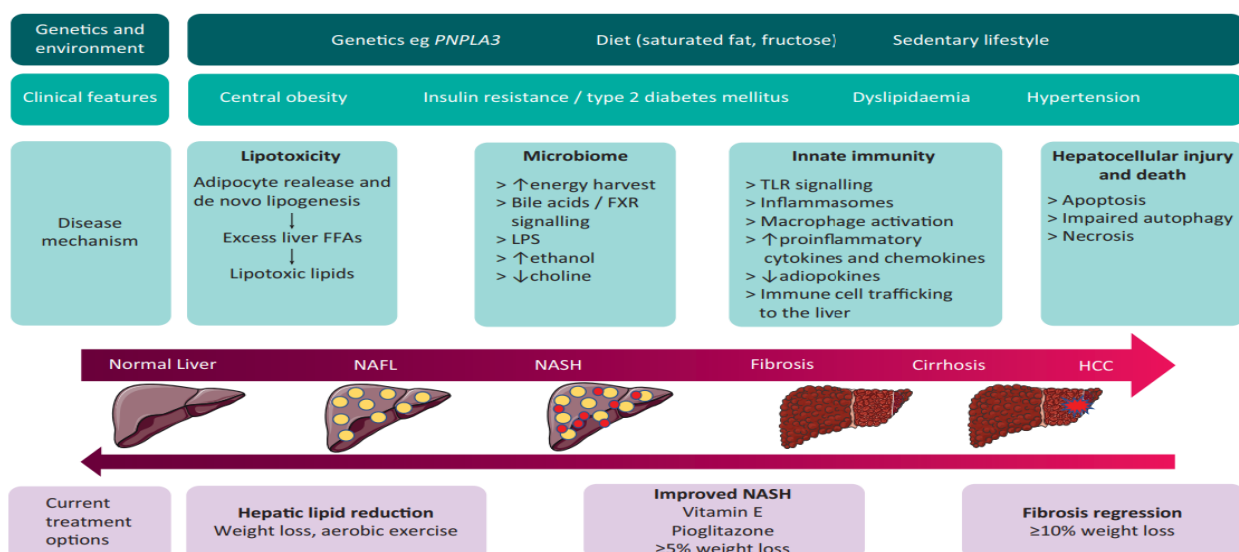 Genetics and
environment
Genetics eg PNPLA3 Diet (saturated fat, fructose) Sedentary lifestyle
Clinical features
Central obesity Insulin resistance / type 2 diabetes mellitus Dyslipidaemia Hypertension
Disease
mechanism
Lipotoxicity
Adipocyte realease and
de novo lipogenesis
↓
Excess liver FFAs
↓
Lipotoxic lipids
Microbiome
> ↑energy harvest
> Bile acids / FXR
signalling
> LPS
> ↑ethanol
> ↓choline
Innate immunity
> TLR signalling
> Inflammasomes
> Macrophage activation
> ↑proinflammatory
cytokines and chemokines
> ↓adiopokines
> Immune cell trafficking
to the liver
Hepatocellular injury
and death
> Apoptosis
> Impaired autophagy
> Necrosis
Normal Liver NAFL NASH Fibrosis Cirrhosis HCC
Current
treatment
options
Hepatic lipid reduction
Weight loss, aerobic exercise
Improved NASH
Vitamin E
Pioglitazone
≥5% weight loss
Fibrosis regression
≥10% weight loss